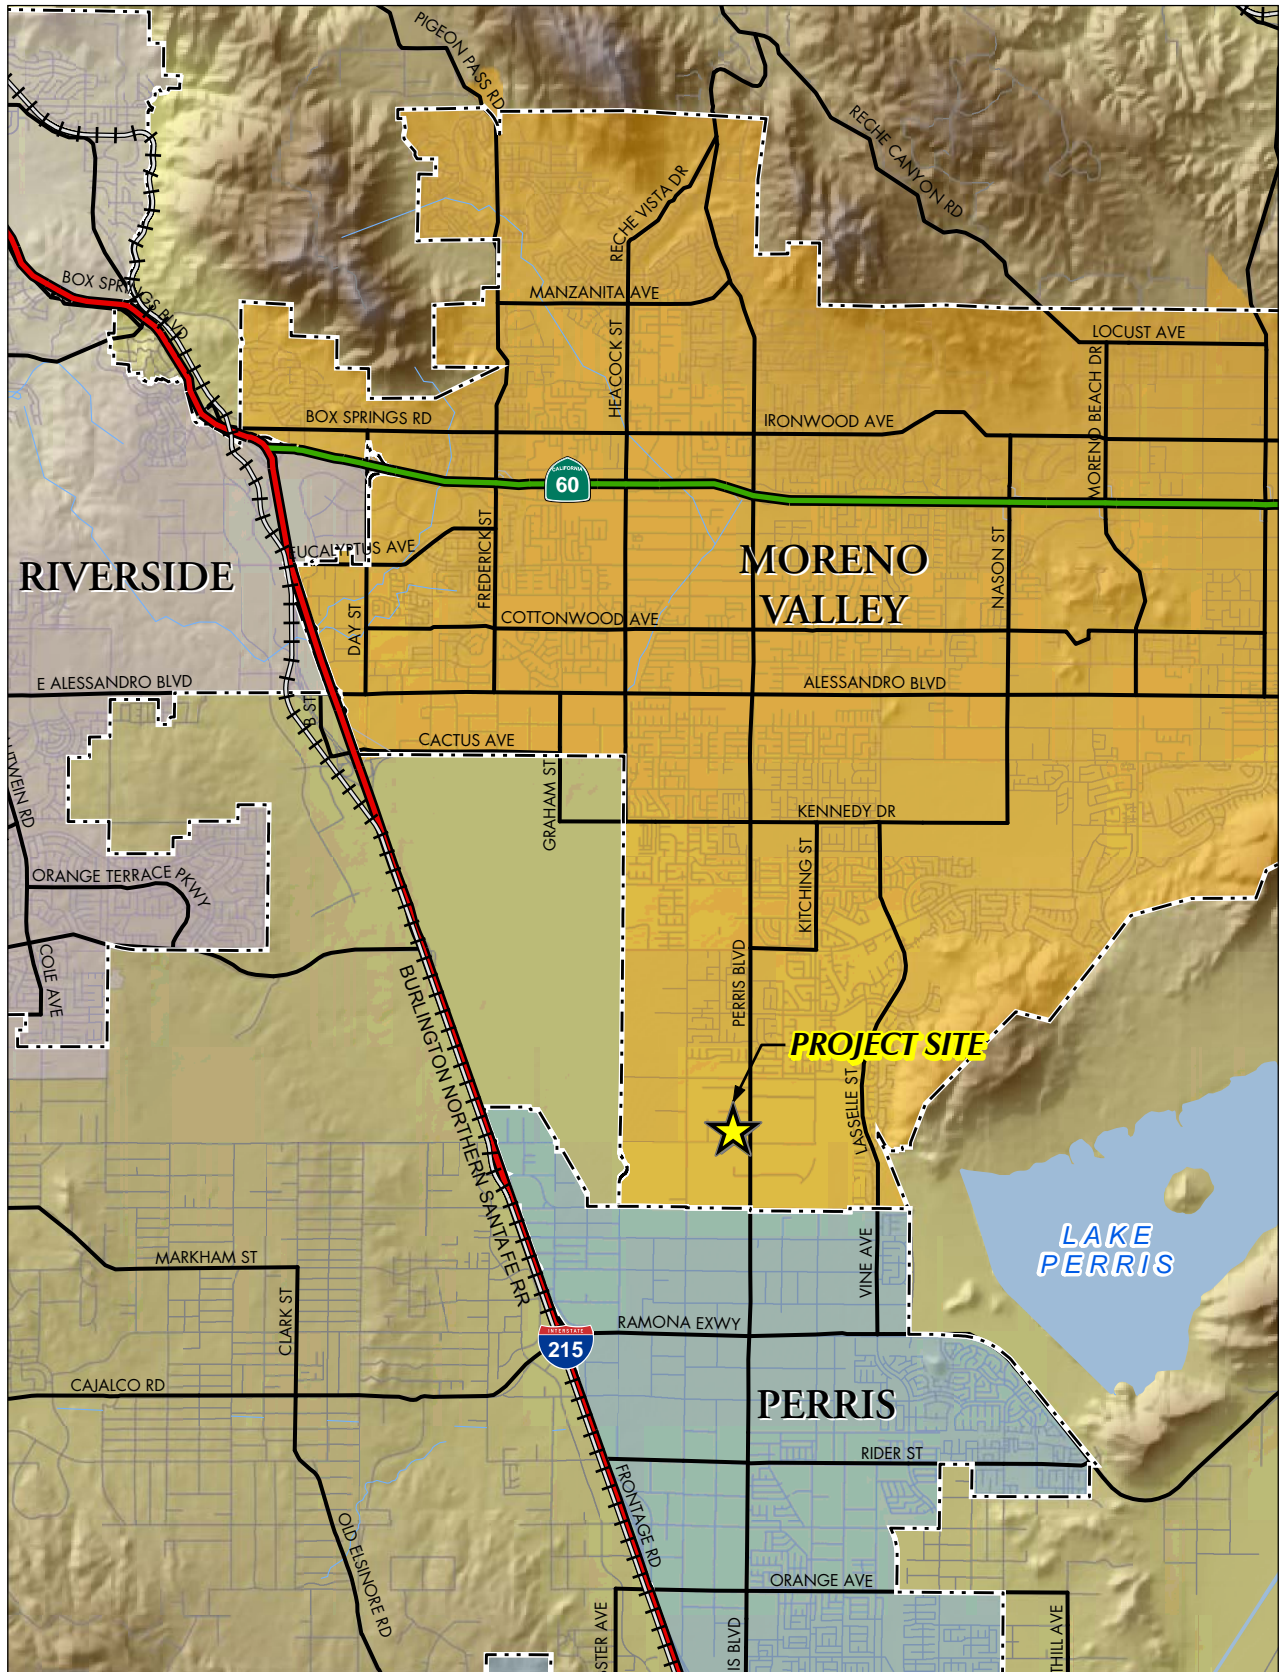 PIGEON PASS RD
RECHE CANYON RD
RECHE VISTA DR
BOX SPRINGS BLVD
MANZANITA AVE
LOCUST AVE
HEACOCK ST
MORENO BEACH DR
BOX SPRINGS RD
IRONWOOD AVE
CALIFORNIA
60
EUCALYPTUS AVE
FREDERICK ST
NASON ST
RIVERSIDE
MORENO
VALLEY
DAY ST
COTTONWOOD AVE
E ALESSANDRO BLVD
ALESSANDRO BLVD
B ST
CACTUS AVE
GRAHAM ST
KENNEDY DR
KITCHING ST
ORANGE TERRACE PKWY
COLE AVE
PERRIS BLVD
BURLINGTON NORTHERN SANTA FE RR
PROJECT SITE
LASSELLE ST
LAKE
PERRIS
VINE AVE
MARKHAM ST
CLARK ST
RAMONA EXWY
INTERSTATE
215
CAJALCO RD
PERRIS
RIDER ST
FRONTAGE RD
OLD ELSINORE RD
ORANGE AVE